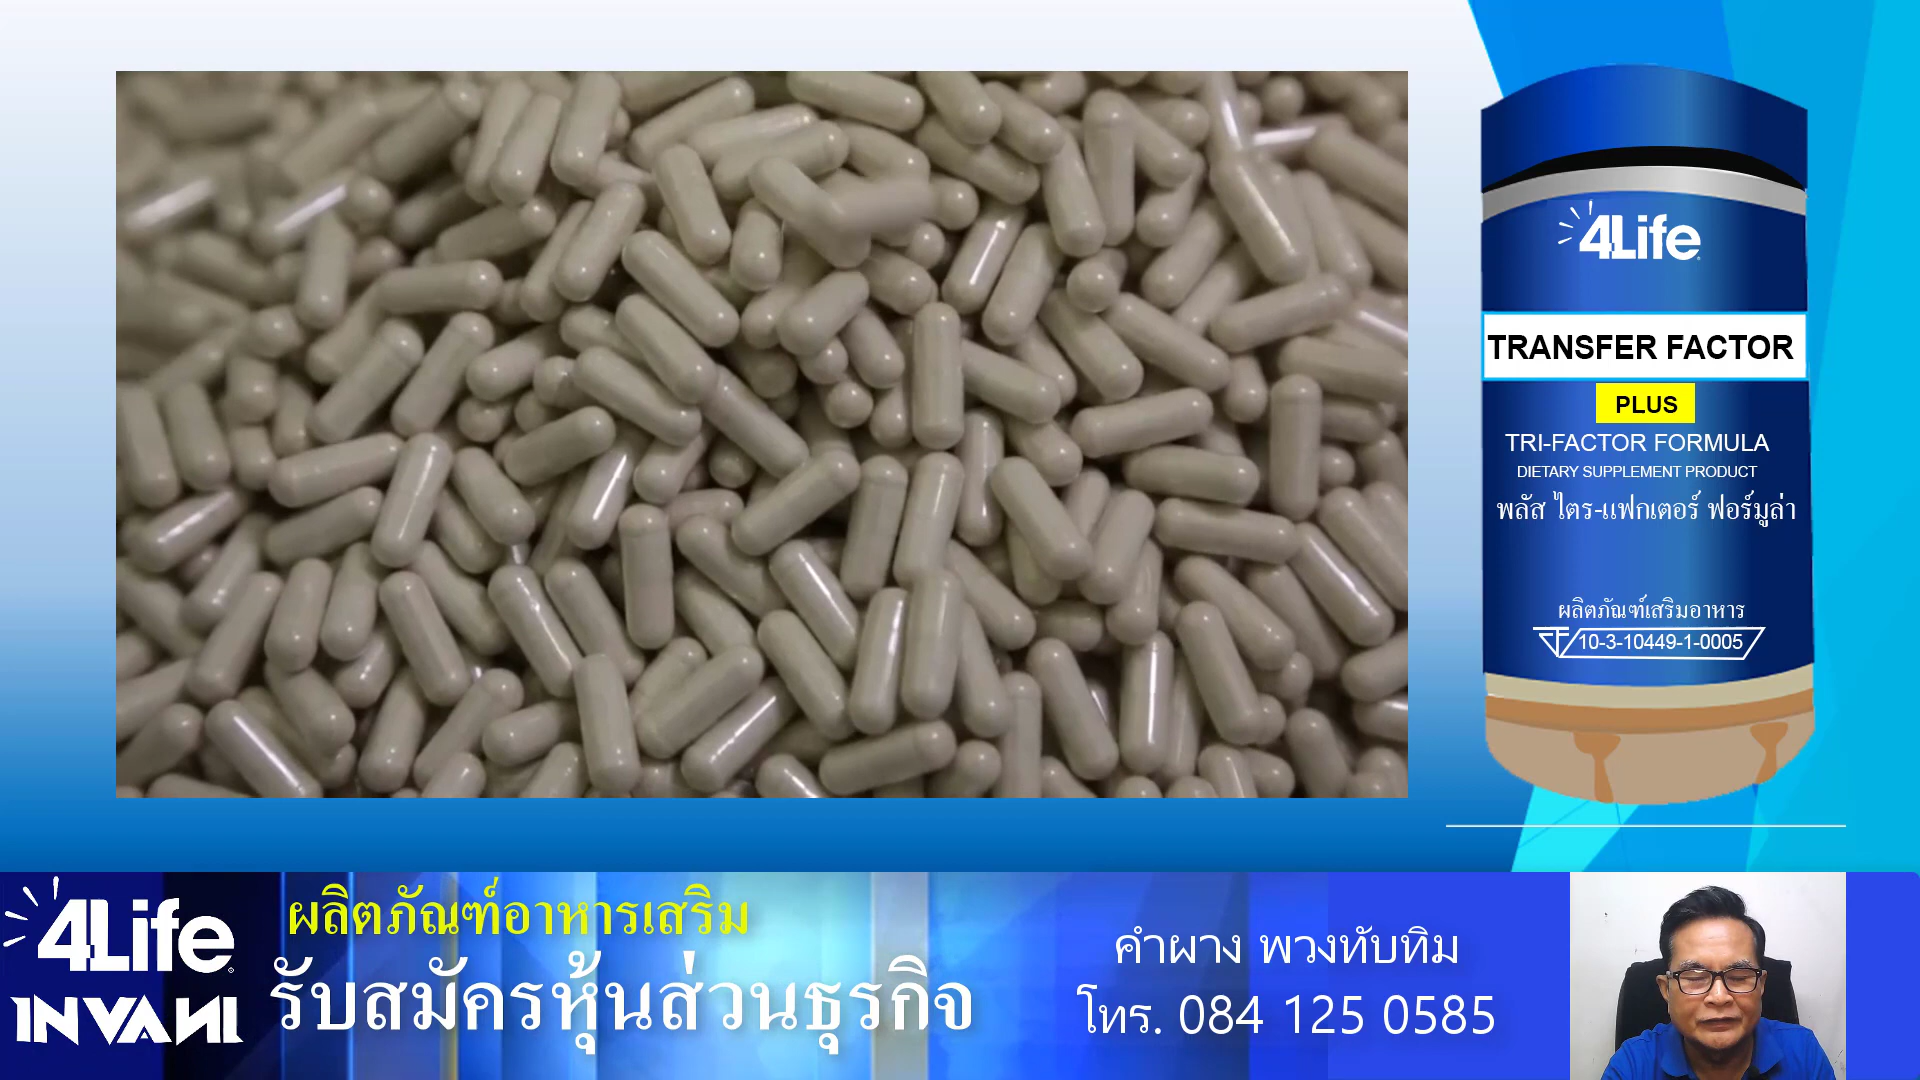 4Life
TRANSFER FACTOR
PLUS
TRI-FACTOR FORMULA
DIETARY SUPPLEMENT PRODUCT
พลัส ไตร-แฟกเตอร์ ฟอร์มูล่า
ผลิตภัณฑ์เสริมอาหาร
10-3-10449-1-0005
4Life
ผลิตภัณฑ์อาหารเสริม
รับสมัครหุ้นส่วนธุรกิจ
คำผาง พวงทับทิม
โทร. 084 125 0585